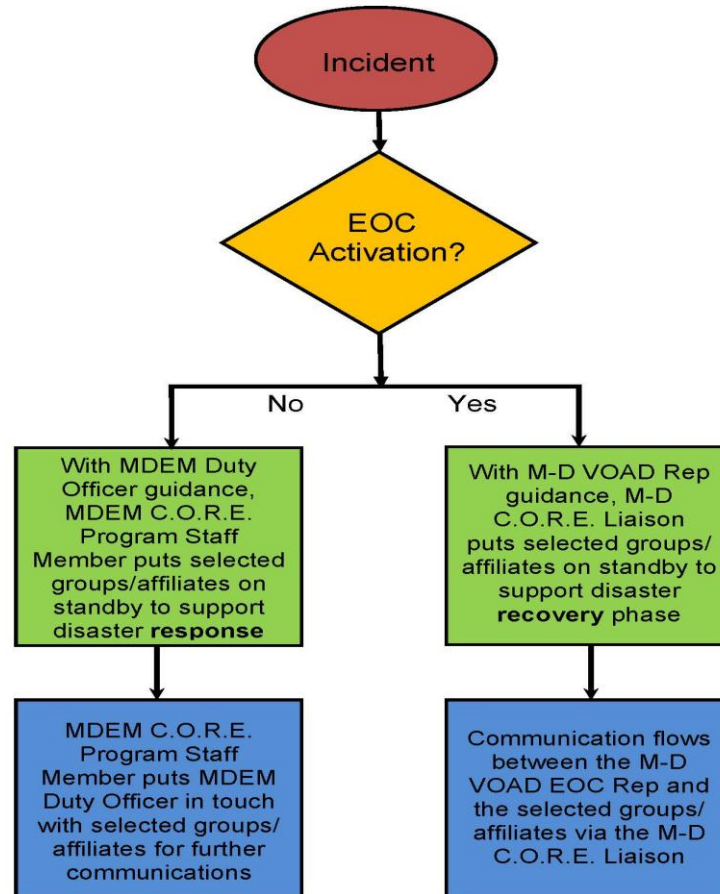 Incident
EOC
Activation?
No
Yes
With MDEM Duty
Officer guidance,
MDEM C.O.R.E.
Program Staff
Member puts selected
groups/affiliates on
standby to support
disaster response
With M-D VOAD Rep
guidance, M-D
C.O.R.E. Liaison
puts selected groups/
affiliates on standby to
support disaster
recovery phase
MDEM C.O.R.E.
Program Staff
Member puts MDEM
Duty Officer in touch
with selected groups/
affiliates for further
communications
Communication flows
between the M-D
VOAD EOC Rep and
the selected groups/
affiliates via the M-D
C.O.R.E. Liaison